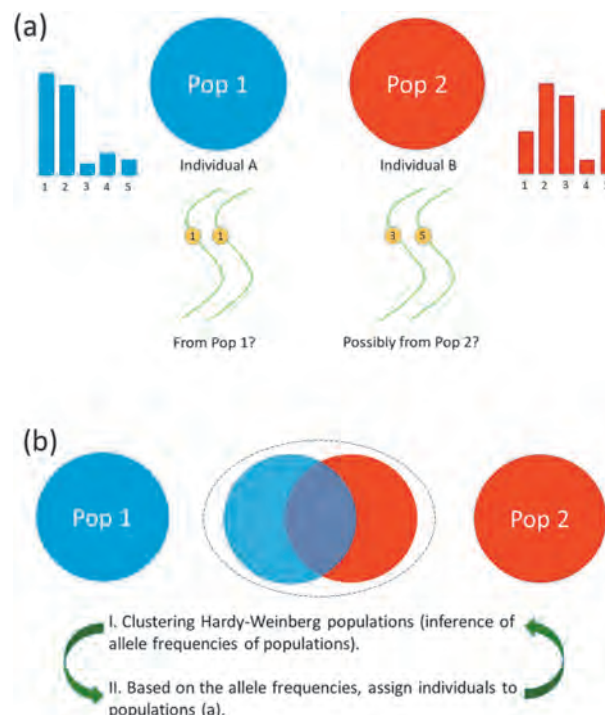 (a)
Pop 1
Pop 2
1 2 3 4 5
Individual A
Individual B
1 2 3 4 5
1 1
3 5
From Pop 1?
Possibly from Pop 2?
(b)
Pop 1
Pop 2
I. Clustering Hardy-Weinberg populations (inference of
allele frequencies of populations).
II. Based on the allele frequencies, assign individuals to
populations (a).